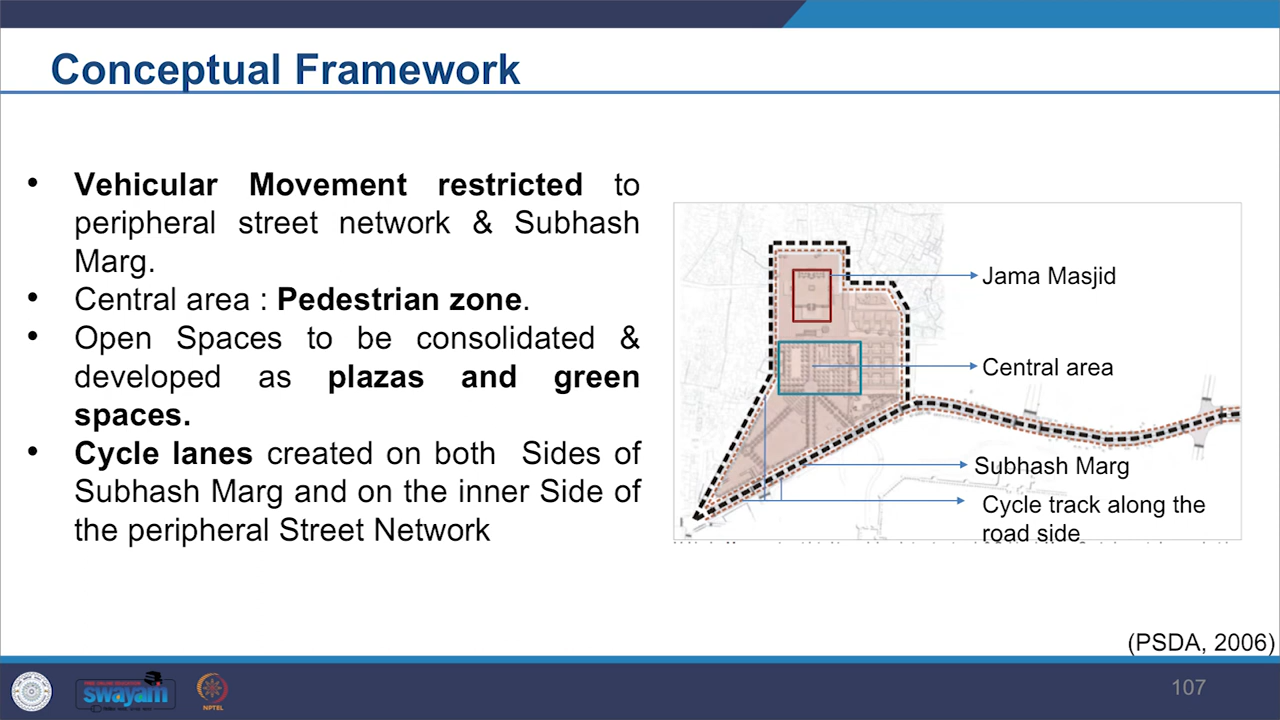 Conceptual Framework
• Vehicular Movement restricted to
peripheral street network & Subhash
Marg.
• Central area : Pedestrian zone.
• Open Spaces to be consolidated &
developed as plazas and green
spaces.
• Cycle lanes created on both Sides of
Subhash Marg and on the inner Side of
the peripheral Street Network
Jama Masjid
Central area
Subhash Marg
Cycle track along the
road side
(PSDA, 2006)
swayam
NPTEL
107